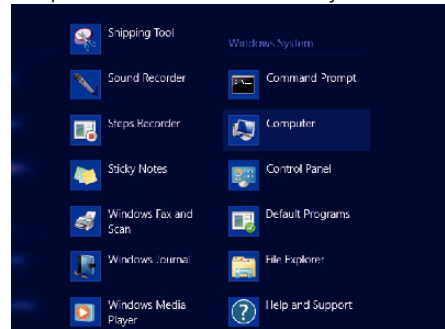 Snipping Tool
Sound Recorder
Steps Recorder
Sticky Notes
Windows Fax and
Scan
Windows Journal
Windows Media
Player
Windows System
Command Prompt
Computer
Control Panel
Default Programs
File Explorer
Help and Support